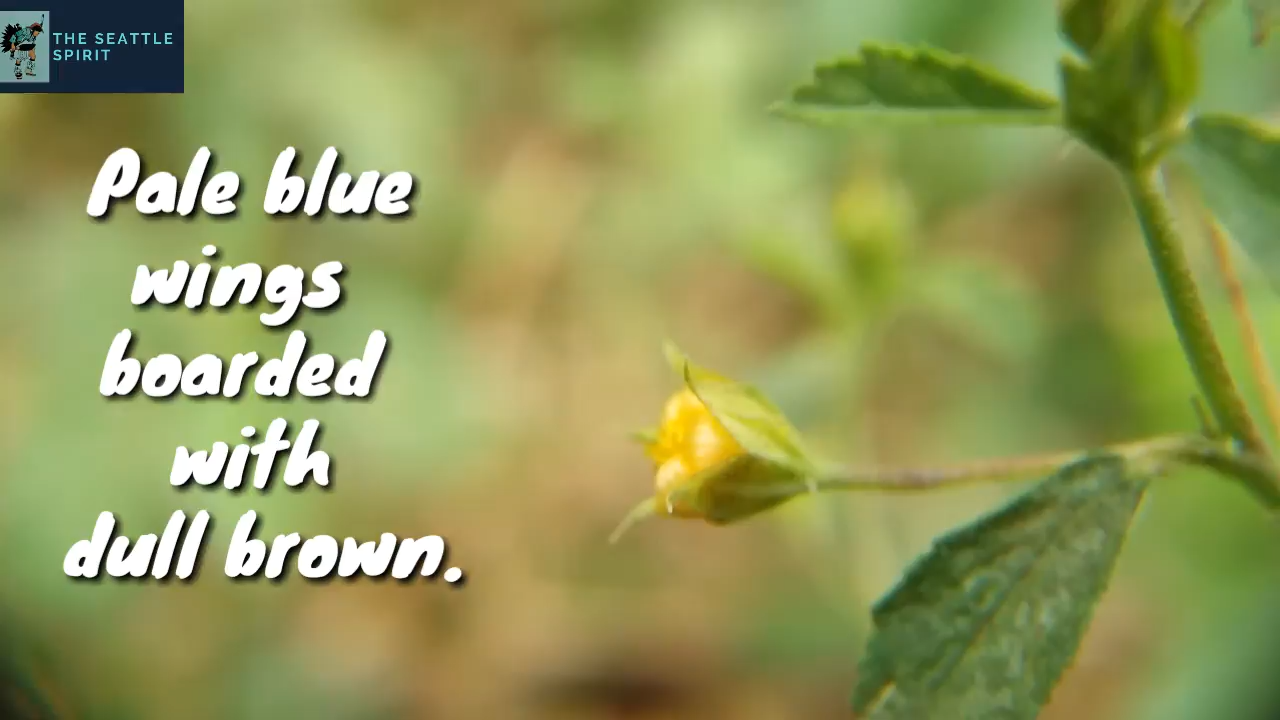 THE SEATTLE
SPIRIT
Pale blue
wings
boarded
with
dull brown.